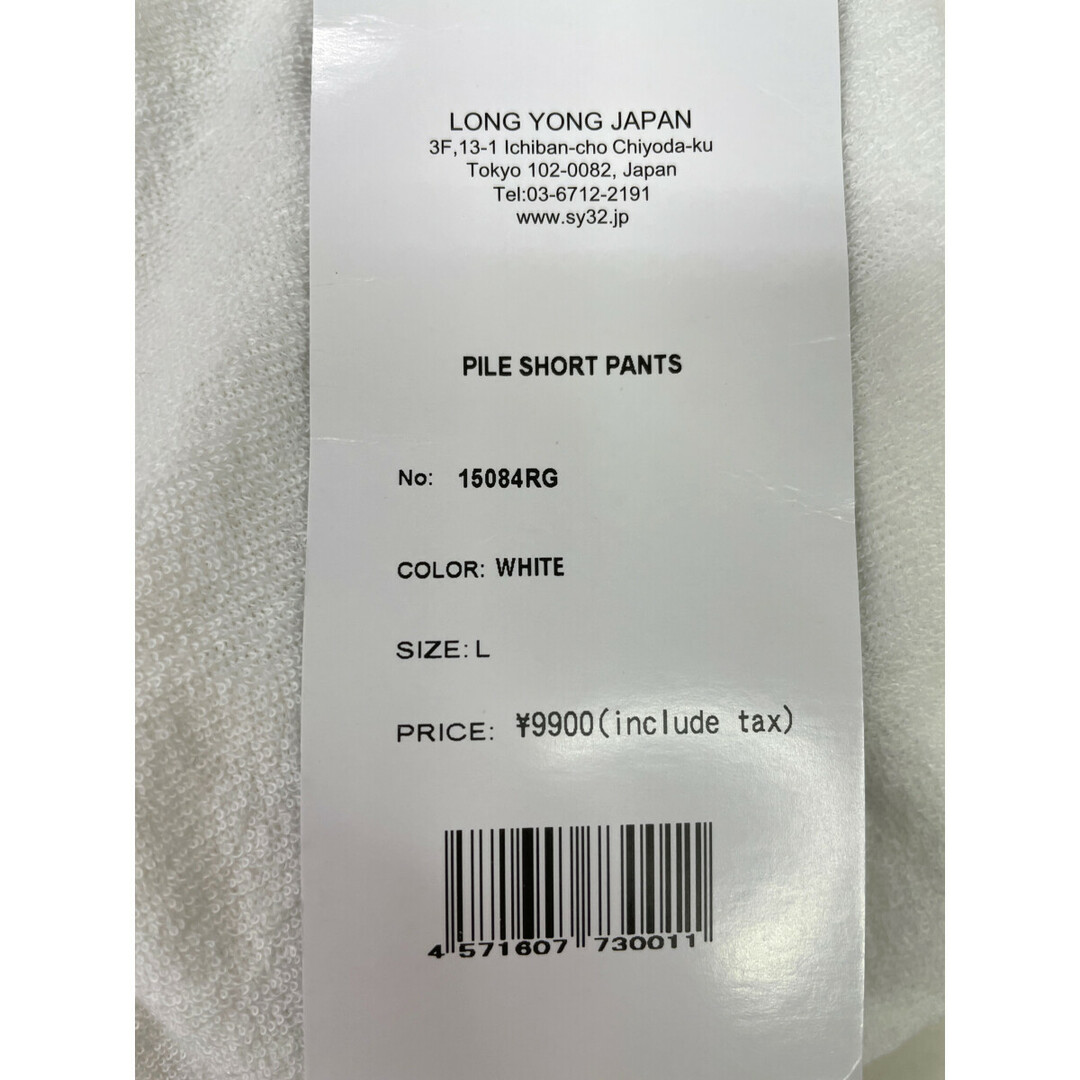 LONG YONG JAPAN
3F,13-1 Ichiban-cho Chiyoda-ku
Tokyo 102-0082, Japan
Tel:03-6712-2191
www.sy32.jp
PILE SHORT PANTS
No: 15084RG
COLOR: WHITE
SIZE: L
PRICE: ¥9900(include tax)
4 571607 730011